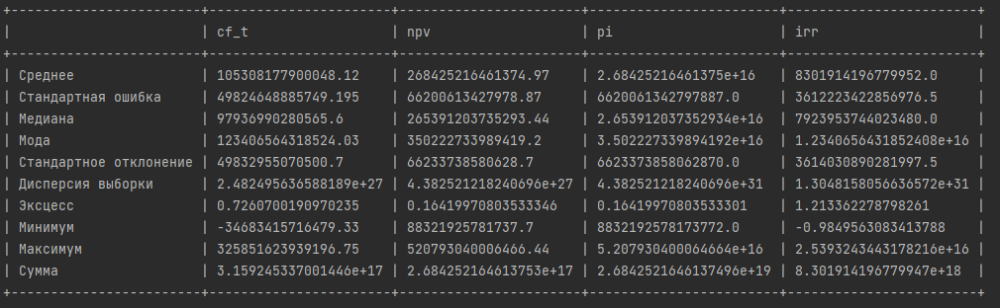 cf_t npv pi irr
Среднее 105308177900048.12 268425216461374.97 2.68425216461375e+16 8301914196779952.0
Стандартная ошибка 49824648885749.195 66200613427978.87 6620061342797887.0 3612223422856976.5
Медиана 97936990280565.6 265391203735293.44 2.653912037352934e+16 7923953744023480.0
Мода 123406564318524.03 350222733989419.2 3.5022273398941​92e+16 1.2340656431852408e+16
Стандартное отклонение 49832955070500.7 66233738580628.7 6623373858062870.0 3614030890281997.5
Дисперсия выборки 2.482495636588189e+27 4.382521218240696e+27 4.382521218240696e+31 1.3048158056636572e+31
Эксцесс 0.7260700190970235 0.16419970803533346 0.16419970803533301 1.213362278798261
Минимум -34683415716479.33 88321925781737.7 8832192578173772.0 -0.9849563083413788
Максимум 325851623939196.75 520793040006466.44 5.2079304000646​64e+16 2.5393243443178216e+16
Сумма 3.159245337001446e+17 2.684252164613753e+17 2.6842521646137496e+19 8.301914196779947e+18